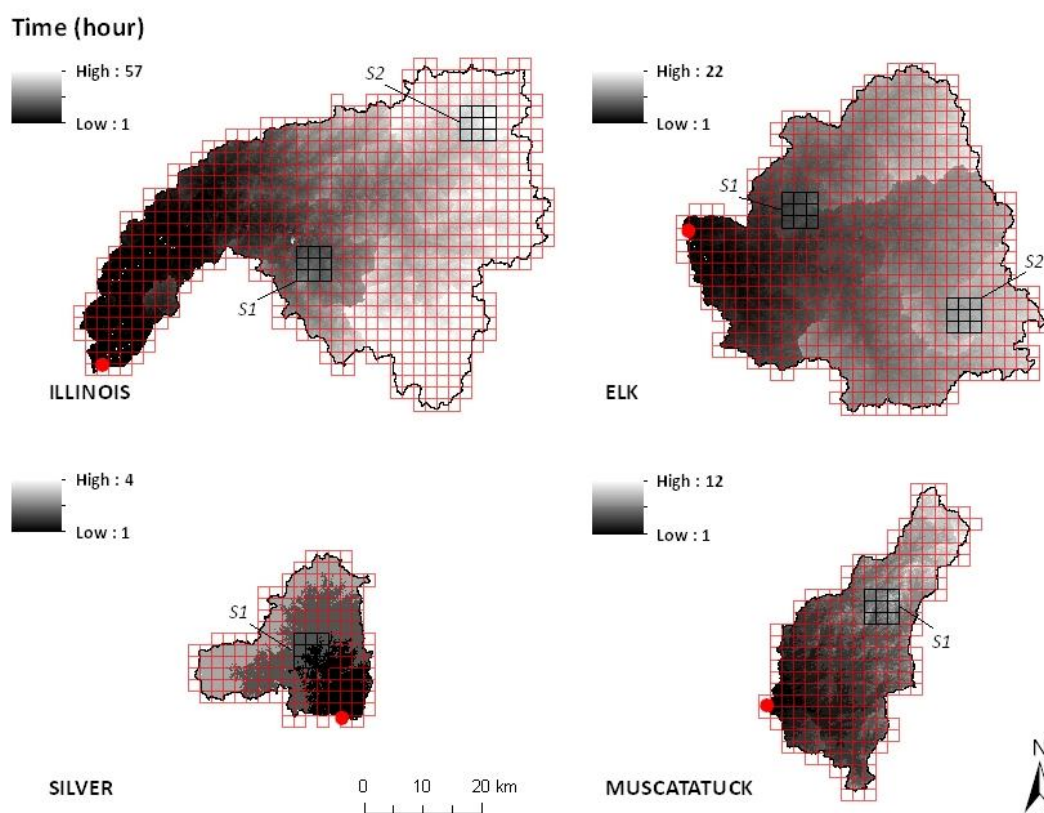 Time (hour)
High : 57
Low : 1
S2
S1
ILLINOIS
High : 22
Low : 1
S1
S2
ELK
High : 4
Low : 1
S1
SILVER
0 10 20 km
High : 12
Low : 1
S1
MUSCATATUCK
N